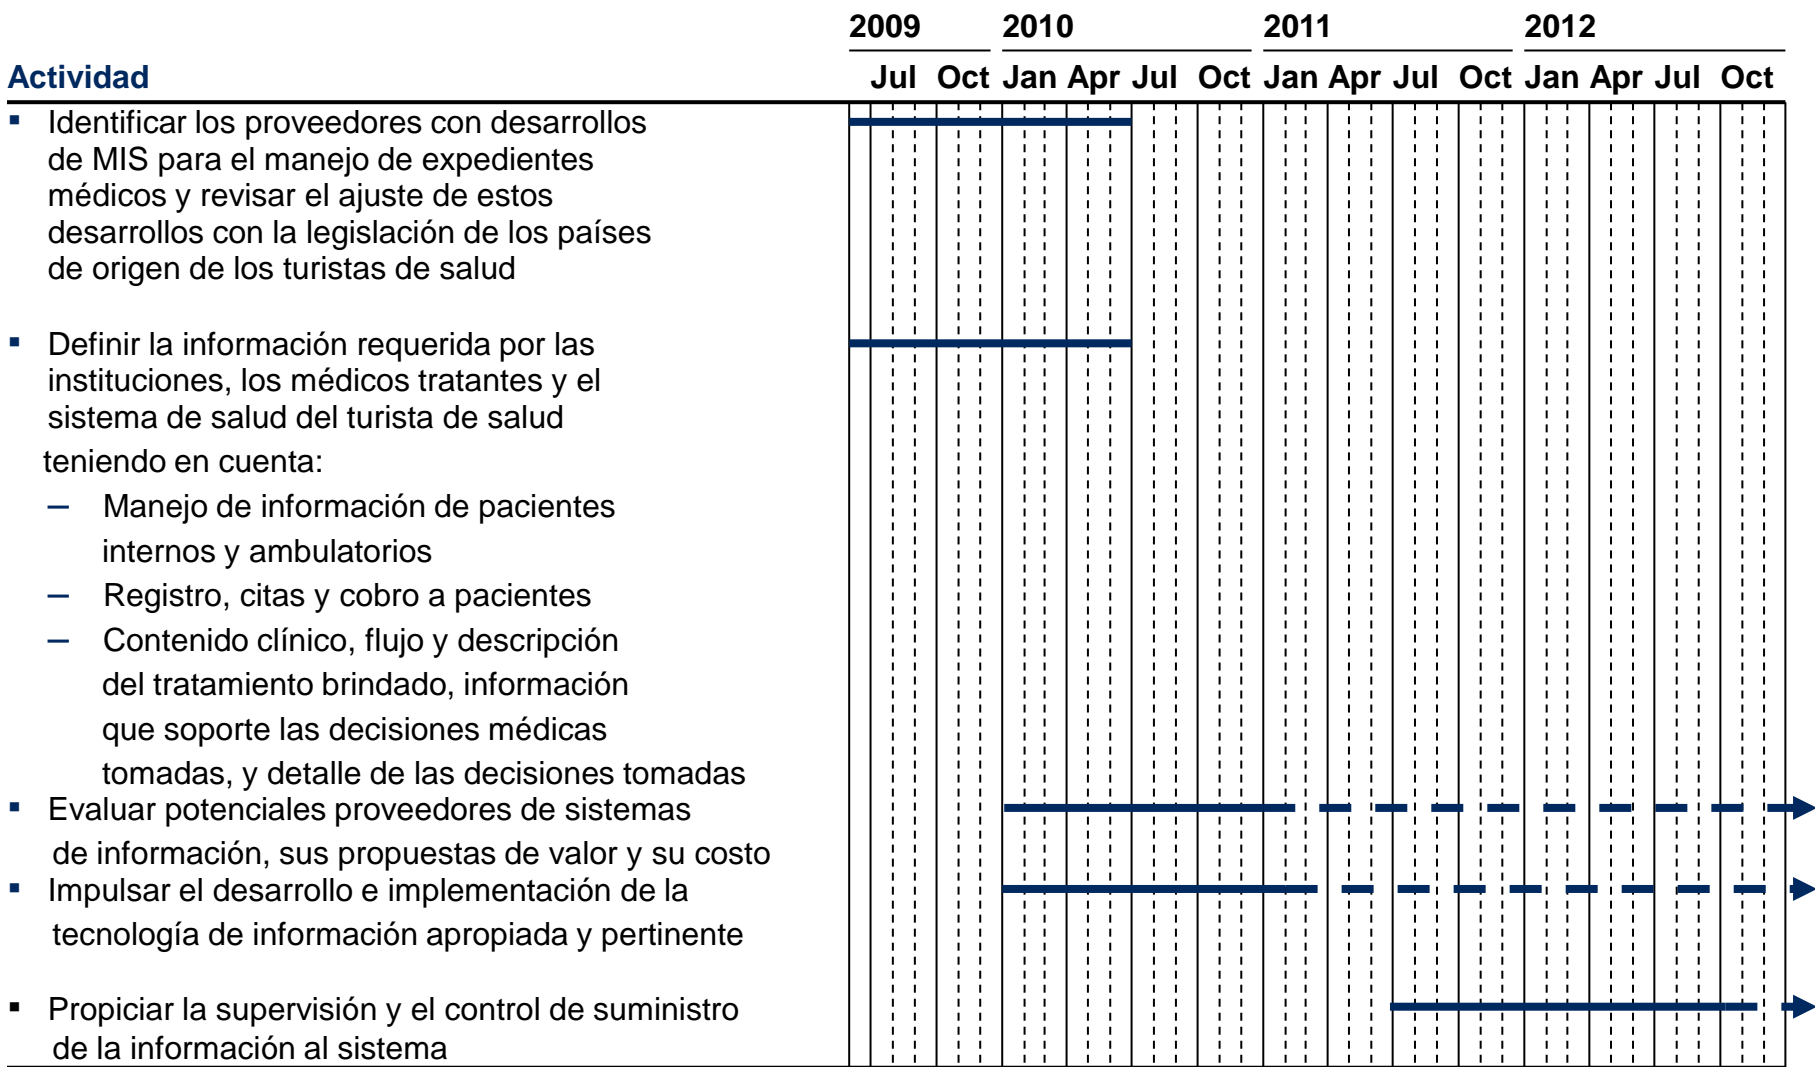 2009 2010 2011 2012
Actividad Jul Oct Jan Apr Jul Oct Jan Apr Jul Oct Jan Apr Jul Oct
▪ Identificar los proveedores con desarrollos
de MIS para el manejo de expedientes
médicos y revisar el ajuste de estos
desarrollos con la legislación de los países
de origen de los turistas de salud
▪ Definir la información requerida por las
instituciones, los médicos tratantes y el
sistema de salud del turista de salud
teniendo en cuenta:
– Manejo de información de pacientes
internos y ambulatorios
– Registro, citas y cobro a pacientes
– Contenido clínico, flujo y descripción
del tratamiento brindado, información
que soporte las decisiones médicas
tomadas, y detalle de las decisiones tomadas
▪ Evaluar potenciales proveedores de sistemas
de información, sus propuestas de valor y su costo
▪ Impulsar el desarrollo e implementación de la
tecnología de información apropiada y pertinente
▪ Propiciar la supervisión y el control de suministro
de la información al sistema